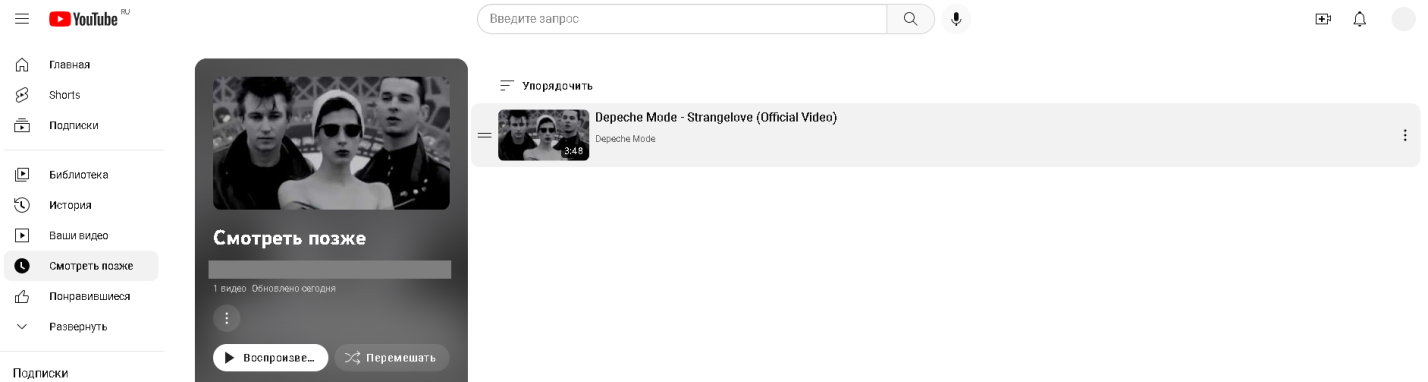 YouTube RU
Введите запрос
Главная
Shorts
Подписки
Библиотека
История
Ваши видео
Смотреть позже
Понравившиеся
Развернуть
Подписки
Смотреть позже
1 видео Обновлено сегодня
Воспроизве...
Перемешать
Упорядочить
3:48
Depeche Mode - Strangelove (Official Video)
Depeche Mode